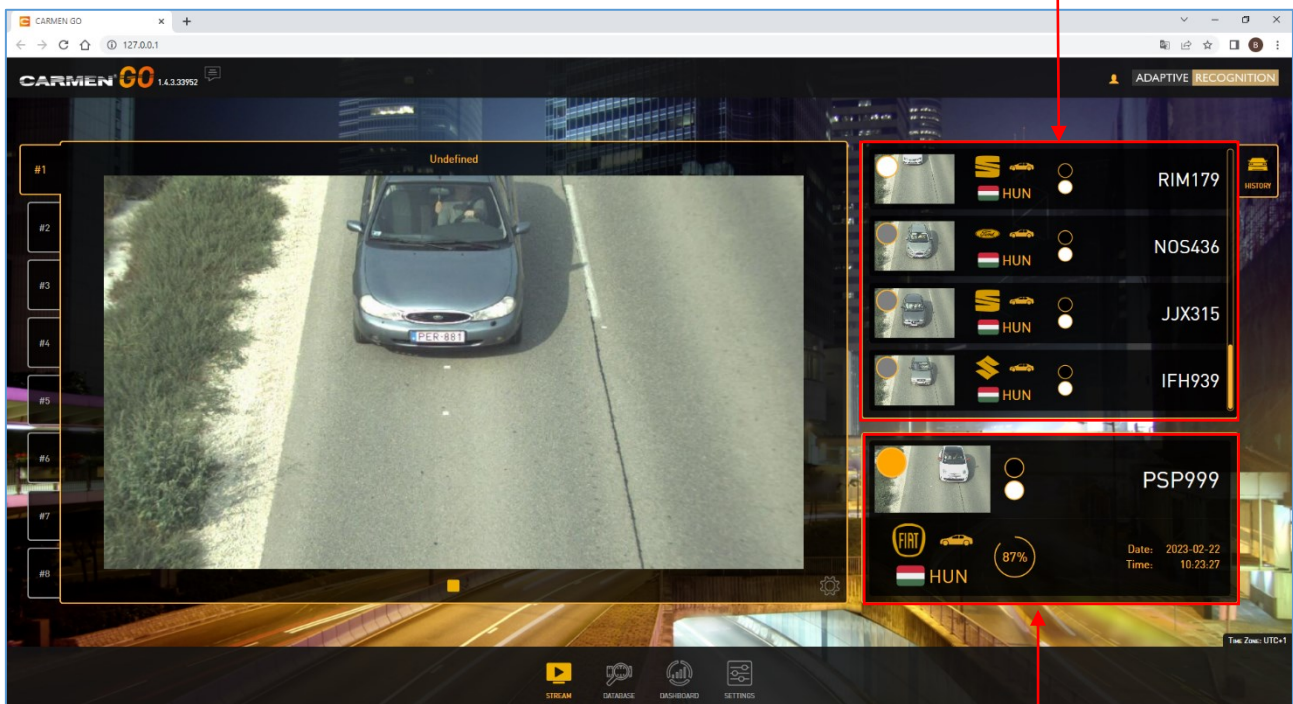 CARMEN GO
127.0.0.1
B
CARMEN GO 1.4.3.33952
ADAPTIVE RECOGNITION
#1
#2
#3
#4
#5
#6
#7
#8
Undefined
PER-881
HUN
RIM179
HUN
NOS436
HUN
JJX315
HUN
IFH939
HISTORY
PSP999
FIAT
HUN
87%
Date: 2023-02-22
Time: 10:23:27
TIME ZONE: UTC+1
STREAM
DATABASE
DASHBOARD
SETTINGS